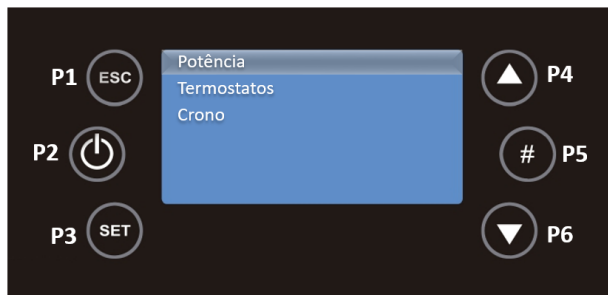 P1 ESC
Potência
Termostatos
Crono
P4
P2
# P5
P3 SET
P6